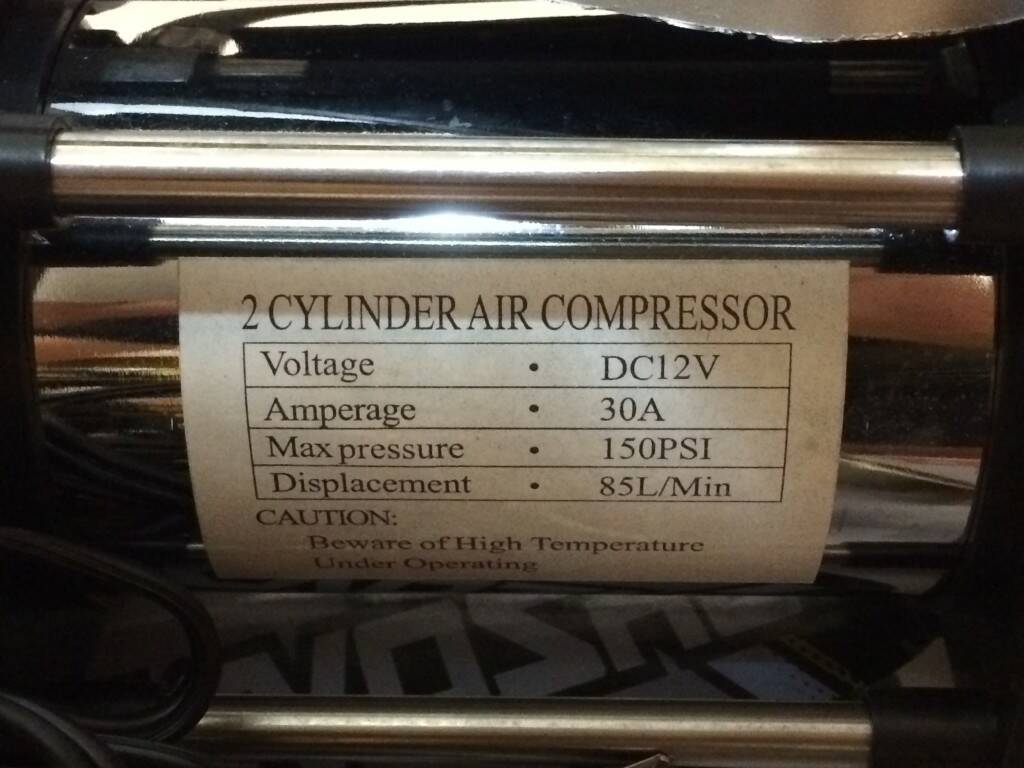 2 CYLINDER AIR COMPRESSOR
Voltage • DC12V
Amperage • 30A
Max pressure • 150PSI
Displacement • 85L/Min
CAUTION:
Beware of High Temperature
Under Operating